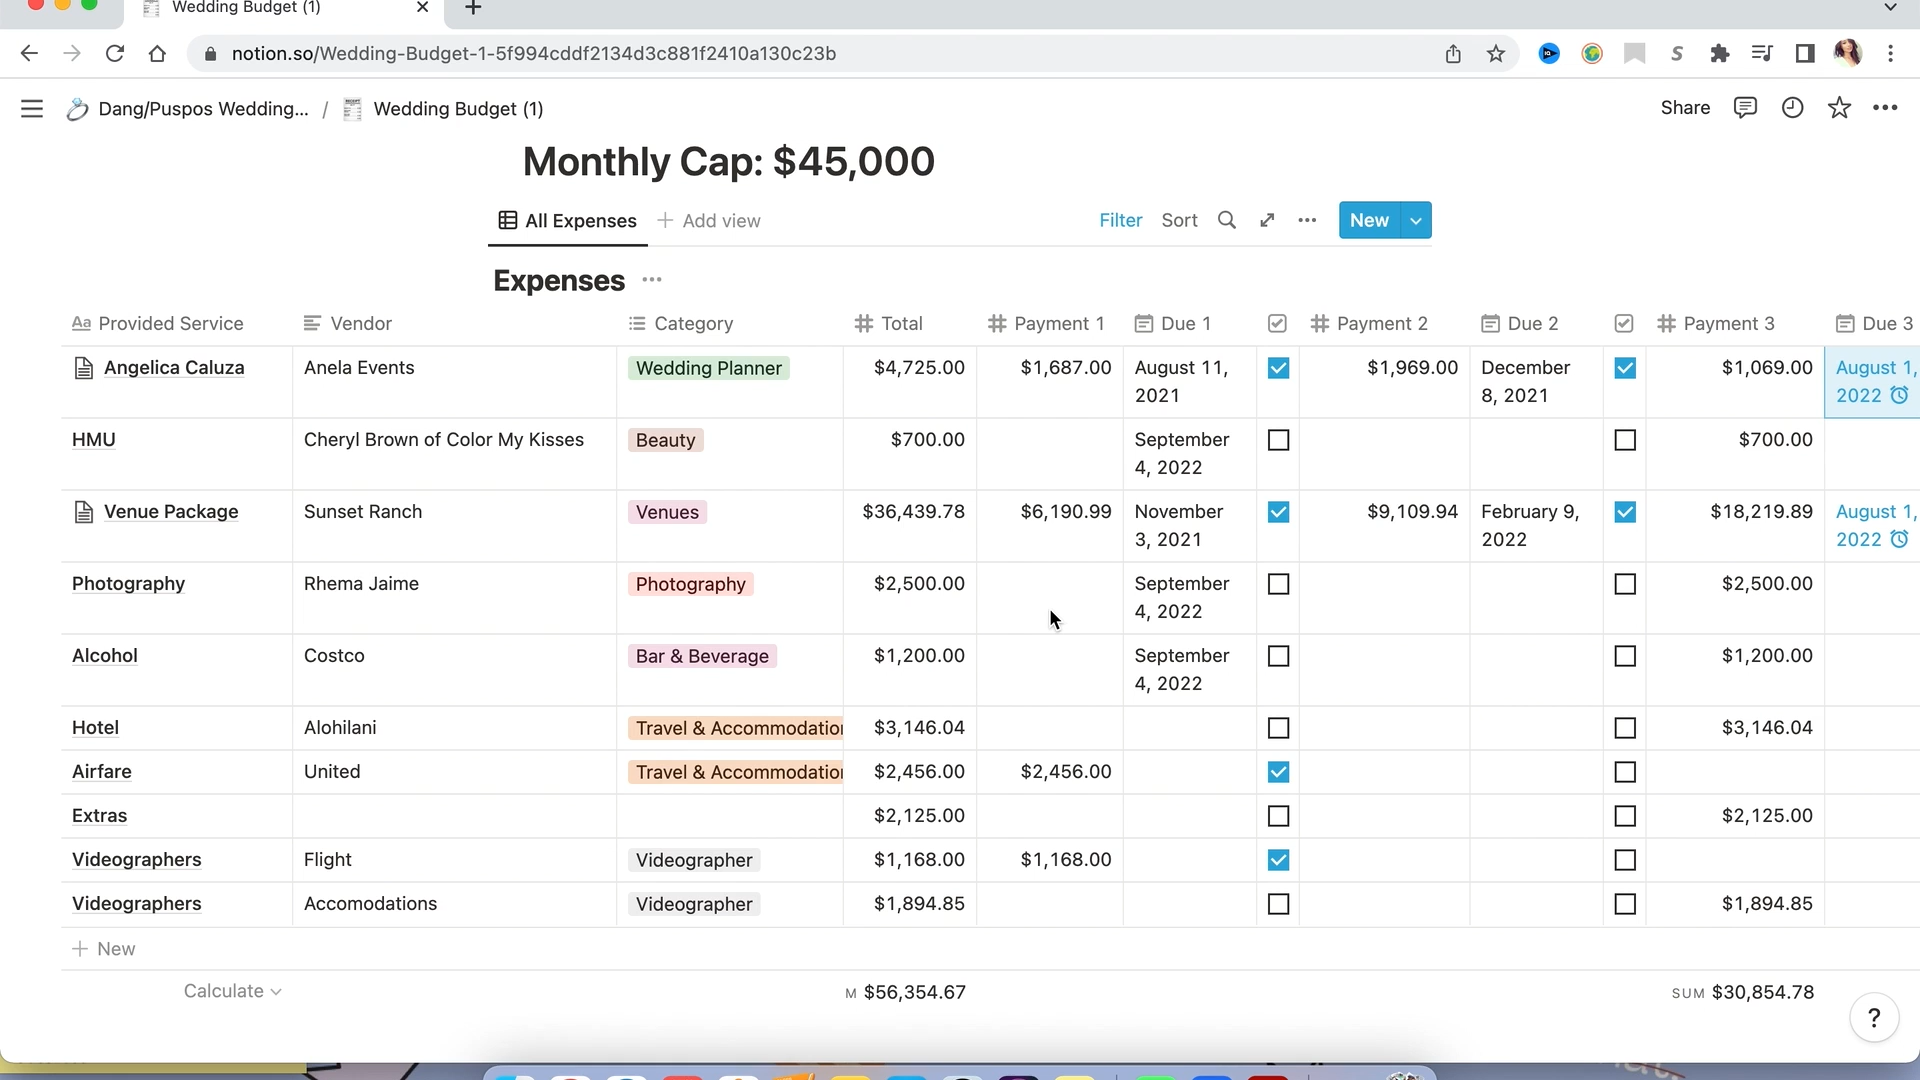 Wedding Budget (1)
notion.so/Wedding-Budget-1-5f994cddf2134d3c881f2410a130c23b
Dang/Puspos Wedding... / Wedding Budget (1)
Share
Monthly Cap: $45,000
All Expenses
Add view
Filter
Sort
New
Expenses
Aa Provided Service Vendor Category Total Payment 1 Due 1 Payment 2 Due 2 Payment 3 Due 3
Angelica Caluza Anela Events Wedding Planner $4,725.00 $1,687.00 August 11, 2021 $1,969.00 December 8, 2021 $1,069.00 August 1, 2022
HMU Cheryl Brown of Color My Kisses Beauty $700.00 September 4, 2022 $700.00
Venue Package Sunset Ranch Venues $36,439.78 $6,190.99 November 3, 2021 $9,109.94 February 9, 2022 $18,219.89 August 1, 2022
Photography Rhema Jaime Photography $2,500.00 September 4, 2022 $2,500.00
Alcohol Costco Bar & Beverage $1,200.00 September 4, 2022 $1,200.00
Hotel Alohilani Travel & Accommodation $3,146.04 $3,146.04
Airfare United Travel & Accommodation $2,456.00 $2,456.00
Extras $2,125.00 $2,125.00
Videographers Flight Videographer $1,168.00 $1,168.00
Videographers Accomodations Videographer $1,894.85 $1,894.85
+ New
Calculate M $56,354.67 SUM $30,854.78
?